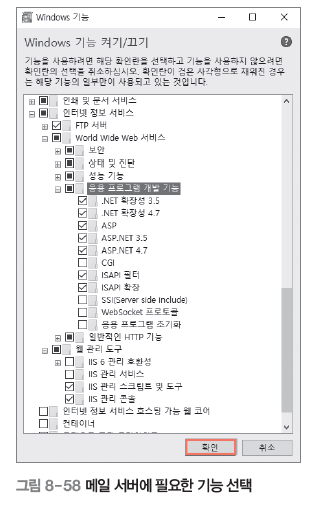 Windows 기능
Windows 기능 켜기/끄기
기능을 사용하려면 해당 확인란을 선택하고 기능을 사용하지 않으려면
확인란의 선택을 취소하십시오. 확인란이 검은 사각형으로 채워진 경우
는 해당 기능의 일부만이 사용되고 있는 것입니다.
인쇄 및 문서 서비스
인터넷 정보 서비스
FTP 서버
World Wide Web 서비스
보안
상태 및 진단
성능 기능
응용 프로그램 개발 기능
.NET 확장성 3.5
.NET 확장성 4.7
ASP
ASP.NET 3.5
ASP.NET 4.7
CGI
ISAPI 필터
ISAPI 확장
SSI(Server side Include)
WebSocket 프로토콜
응용 프로그램 초기화
일반적인 HTTP 기능
웹 관리 도구
IIS 6 관리 호환성
IIS 관리 서비스
IIS 관리 스크립트 및 도구
IIS 관리 콘솔
인터넷 정보 서비스 호스팅 가능 웹 코어
컨테이너
확인
취소
그림 8-58 메일 서버에 필요한 기능 선택